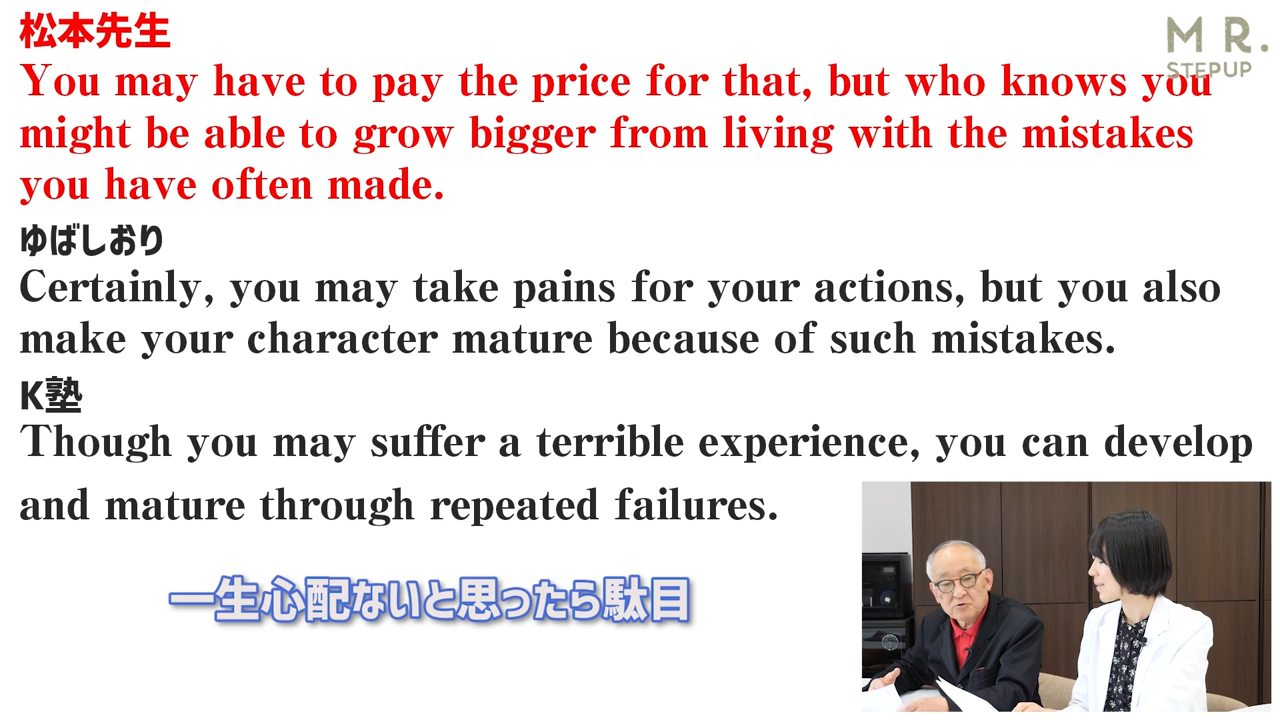 松本先生
MR.
STEPUP
You may have to pay the price for that, but who knows you
might be able to grow bigger from living with the mistakes
you have often made.
ゆばしおり
Certainly, you may take pains for your actions, but you also
make your character mature because of such mistakes.
K塾
Though you may suffer a terrible experience, you can develop
and mature through repeated failures.
一生心配ないと思ったら駄目